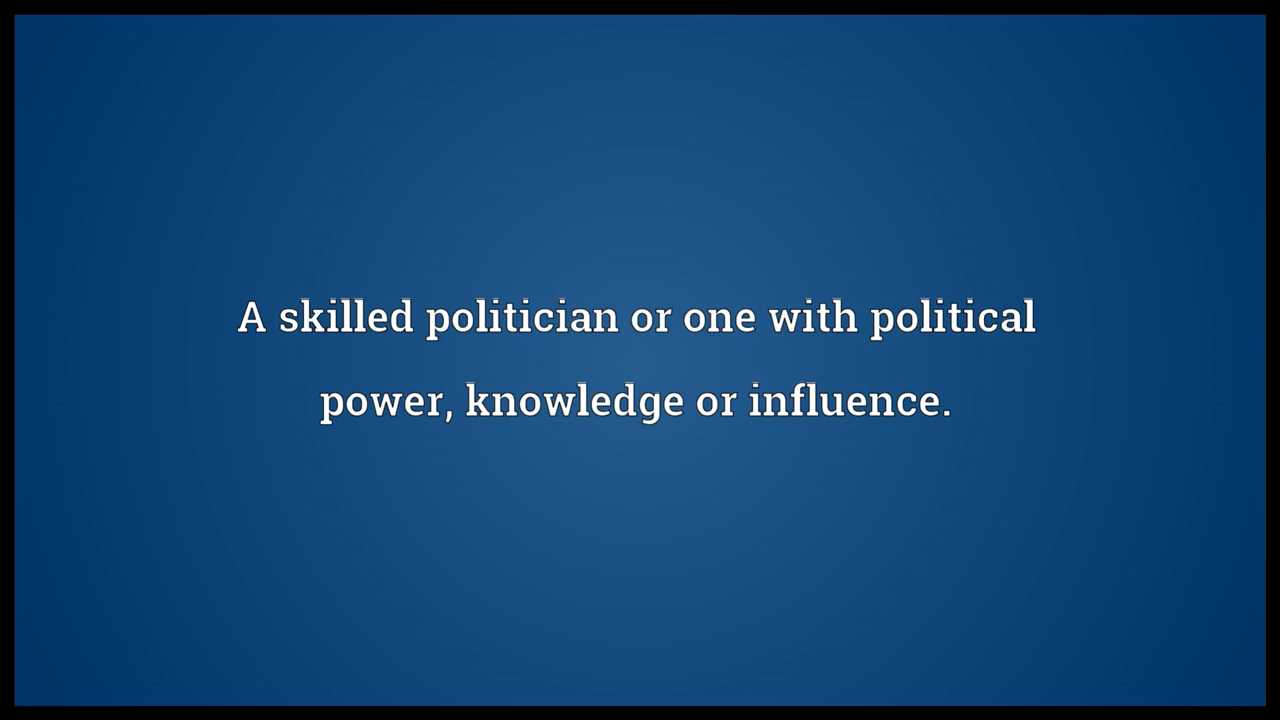 A skilled politician or one with political
power, knowledge or influence.